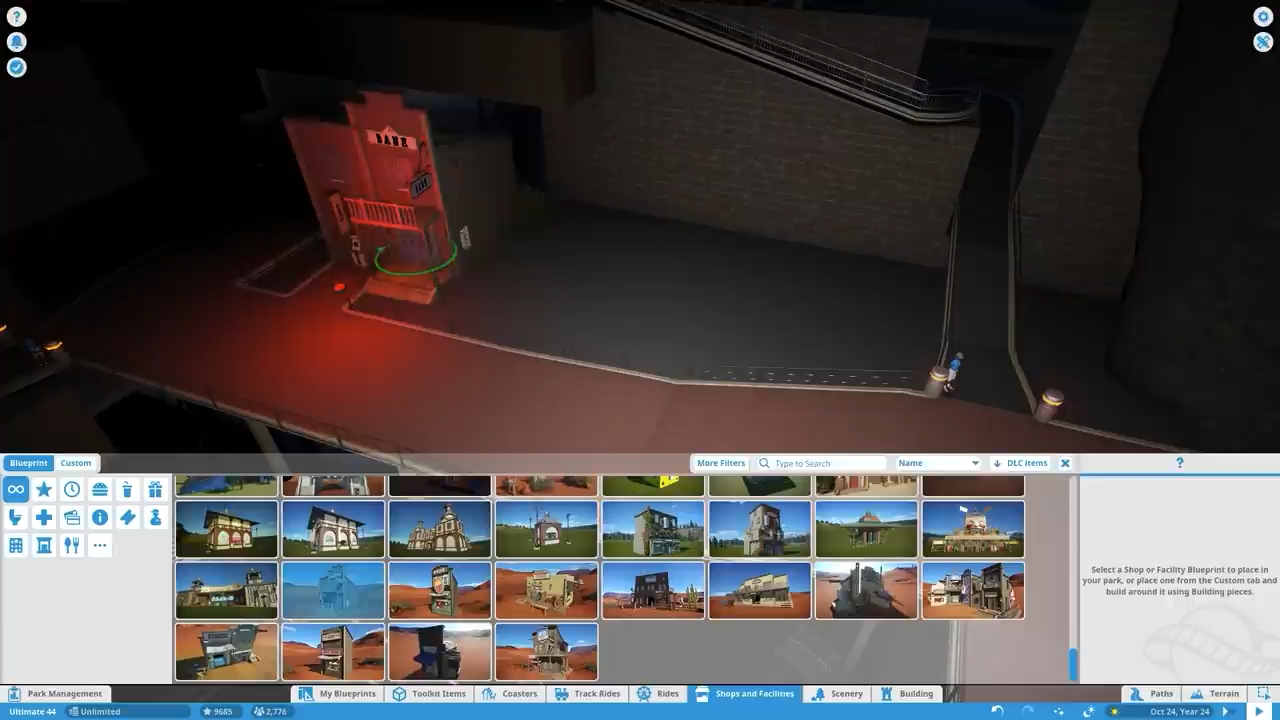 BANK
Blueprint
Custom
More Filters
Type to Search
Name
DLC items
?
Select a Shop or Facility Blueprint to place in
your park, or place one from the Custom tab and
build around it using Building pieces.
Park Management
My Blueprints
Toolkit Items
Coasters
Track Rides
Rides
Shops and Facilities
Scenery
Building
Paths
Terrain
Ultimate 44
Unlimited
9685
2,776
Oct 24, Year 24